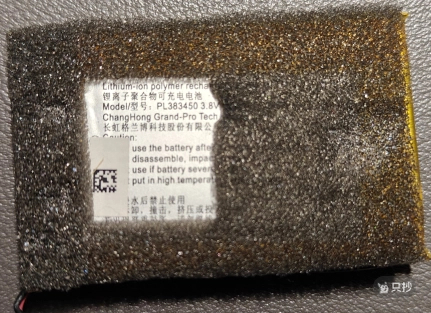 Lithium-ion polymer recha
锂离子聚合物可充电电池
Model/型号: PL383450 3.8V
ChangHong Grand-Pro Tech
长虹格兰博科技股份有限公
Caution:
use the battery afte
disassemble, impac
use if battery seve
put in high temperat
水后禁止使用
卸，撞击，挤压或投
只抄